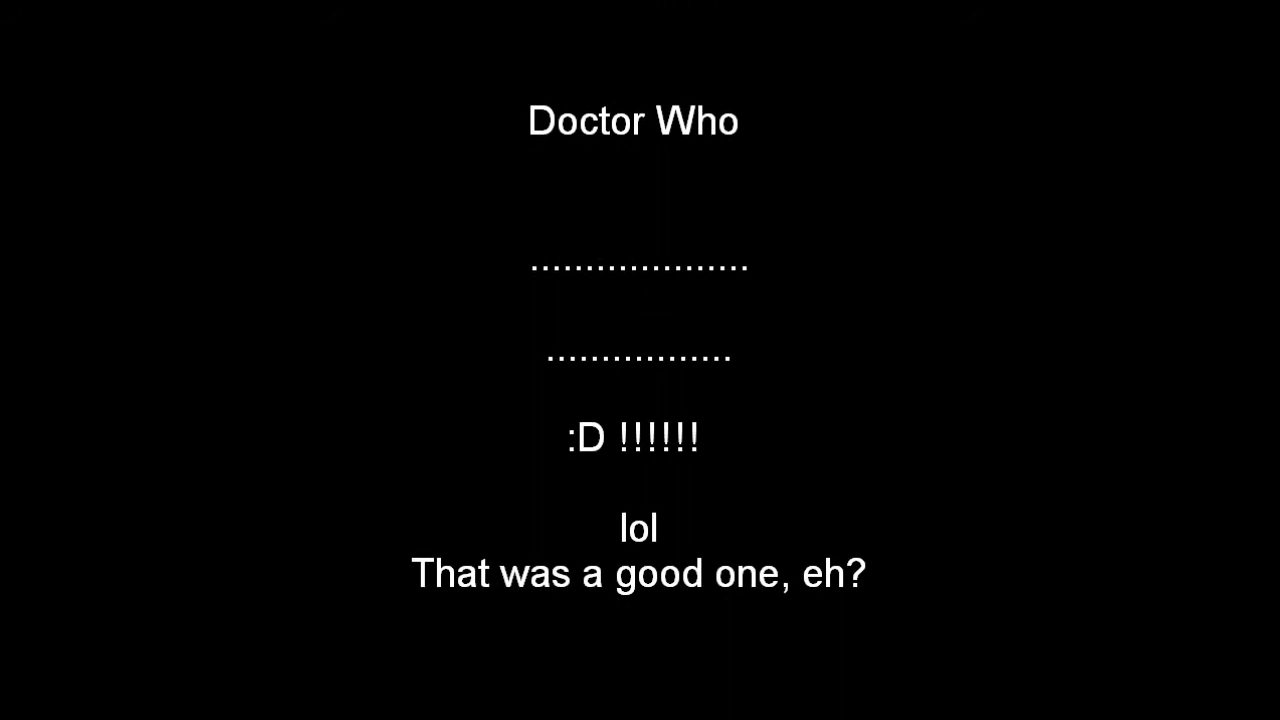 Doctor Who
....................
.................
:D !!!!!!
lol
That was a good one, eh?